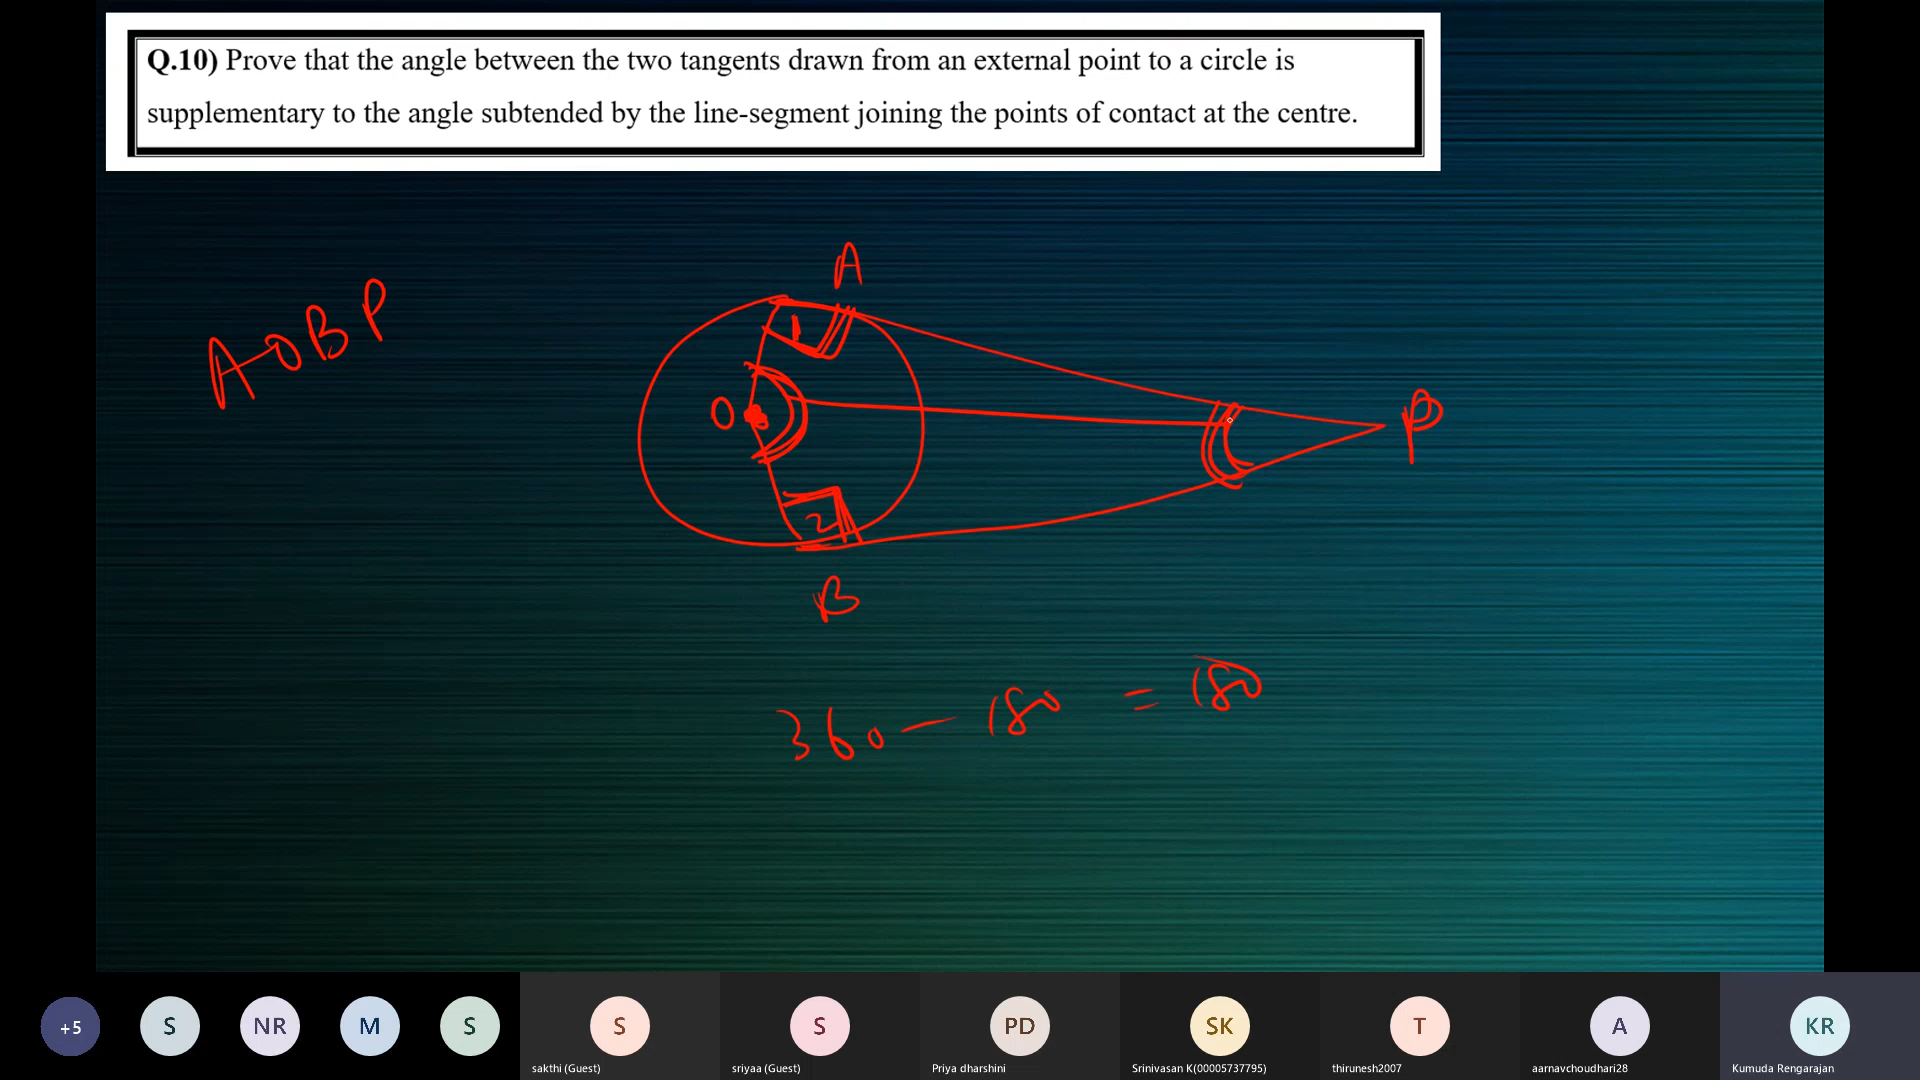 Q.10) Prove that the angle between the two tangents drawn from an external point to a circle is
supplementary to the angle subtended by the line-segment joining the points of contact at the centre.
A
AOBP
1
O
P
2
B
360 - 180 = 180
+5
S
NR
M
S
S
S
PD
SK
T
A
KR
sakthi (Guest)
sriyaa (Guest)
Priya dharshini
Srinivasan K(00005737795)
thirunesh2007
aarnavchoudhari28
Kumuda Rengarajan